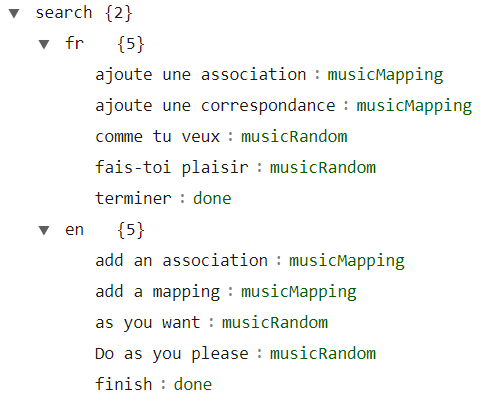 search {2}
fr {5}
ajoute une association : musicMapping
ajoute une correspondance : musicMapping
comme tu veux : musicRandom
fais-toi plaisir : musicRandom
terminer : done
en {5}
add an association : musicMapping
add a mapping : musicMapping
as you want : musicRandom
Do as you please : musicRandom
finish : done